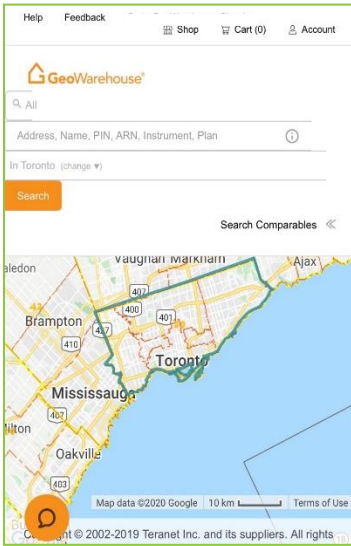 Help Feedback
Shop Cart (0) Account
GeoWarehouse®
All
Address, Name, PIN, ARN, Instrument, Plan
In Toronto (change ▼)
Search
Search Comparables
aledon
Vaughan Markham
Ajax
407
400
401
Brampton
427
410
Toronto
Mississauga
407
ilton
Oakville
403
Map data ©2020 Google 10 km Terms of Use
© 2002-2019 Teranet Inc. and its suppliers. All rights